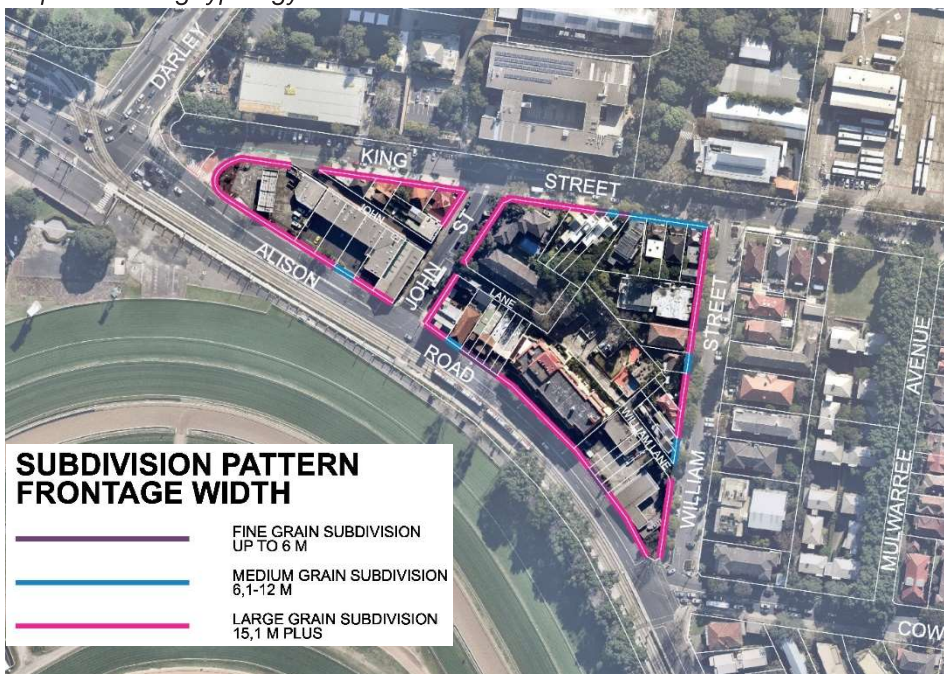 DARLEY
KING
STREET
JOHN
ST
JOHN
ALISON
ROAD
LANE
WILLIAM LANE
STREET
WILLIAM
MULWARREE AVENUE
COW
SUBDIVISION PATTERN
FRONTAGE WIDTH
FINE GRAIN SUBDIVISION
UP TO 6 M
MEDIUM GRAIN SUBDIVISION
6,1-12 M
LARGE GRAIN SUBDIVISION
15,1 M PLUS